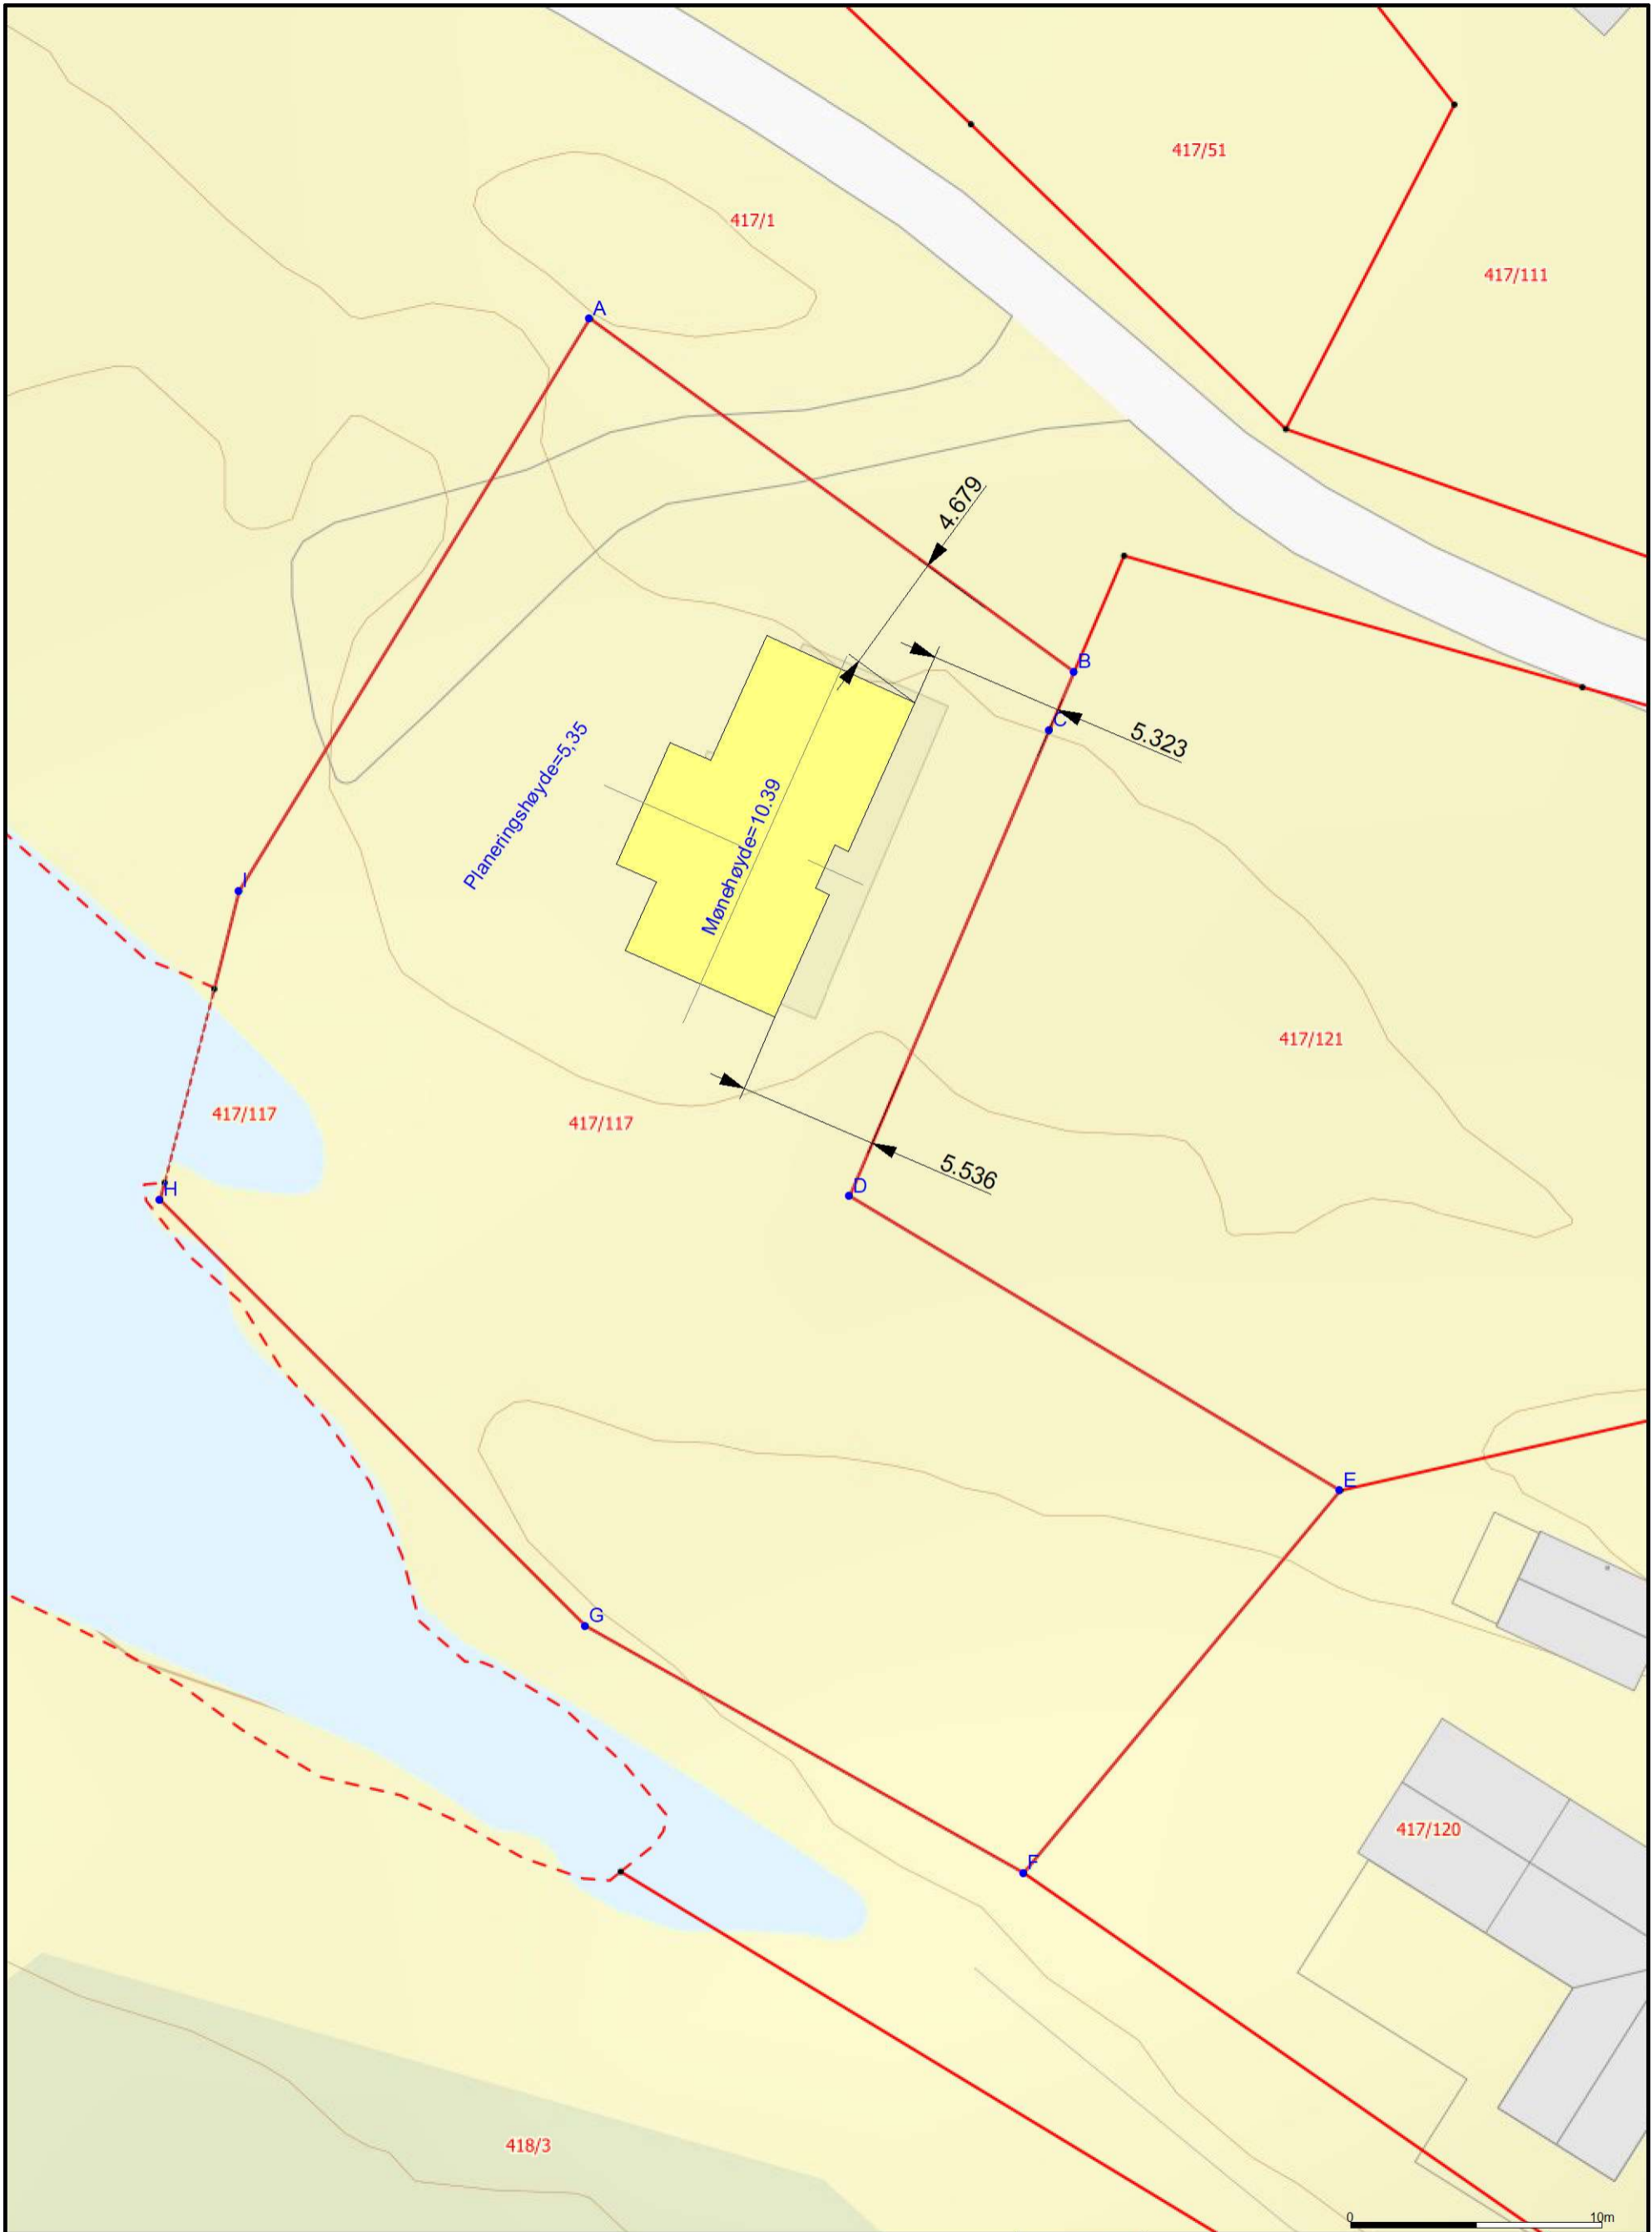 417/51
417/1
417/111
A
4.679
B
C
5.323
Planeringshøyde=5,35
Mønehøyde=10.39
I
417/121
417/117
417/117
5.536
H
D
E
G
417/120
F
418/3
0
10m